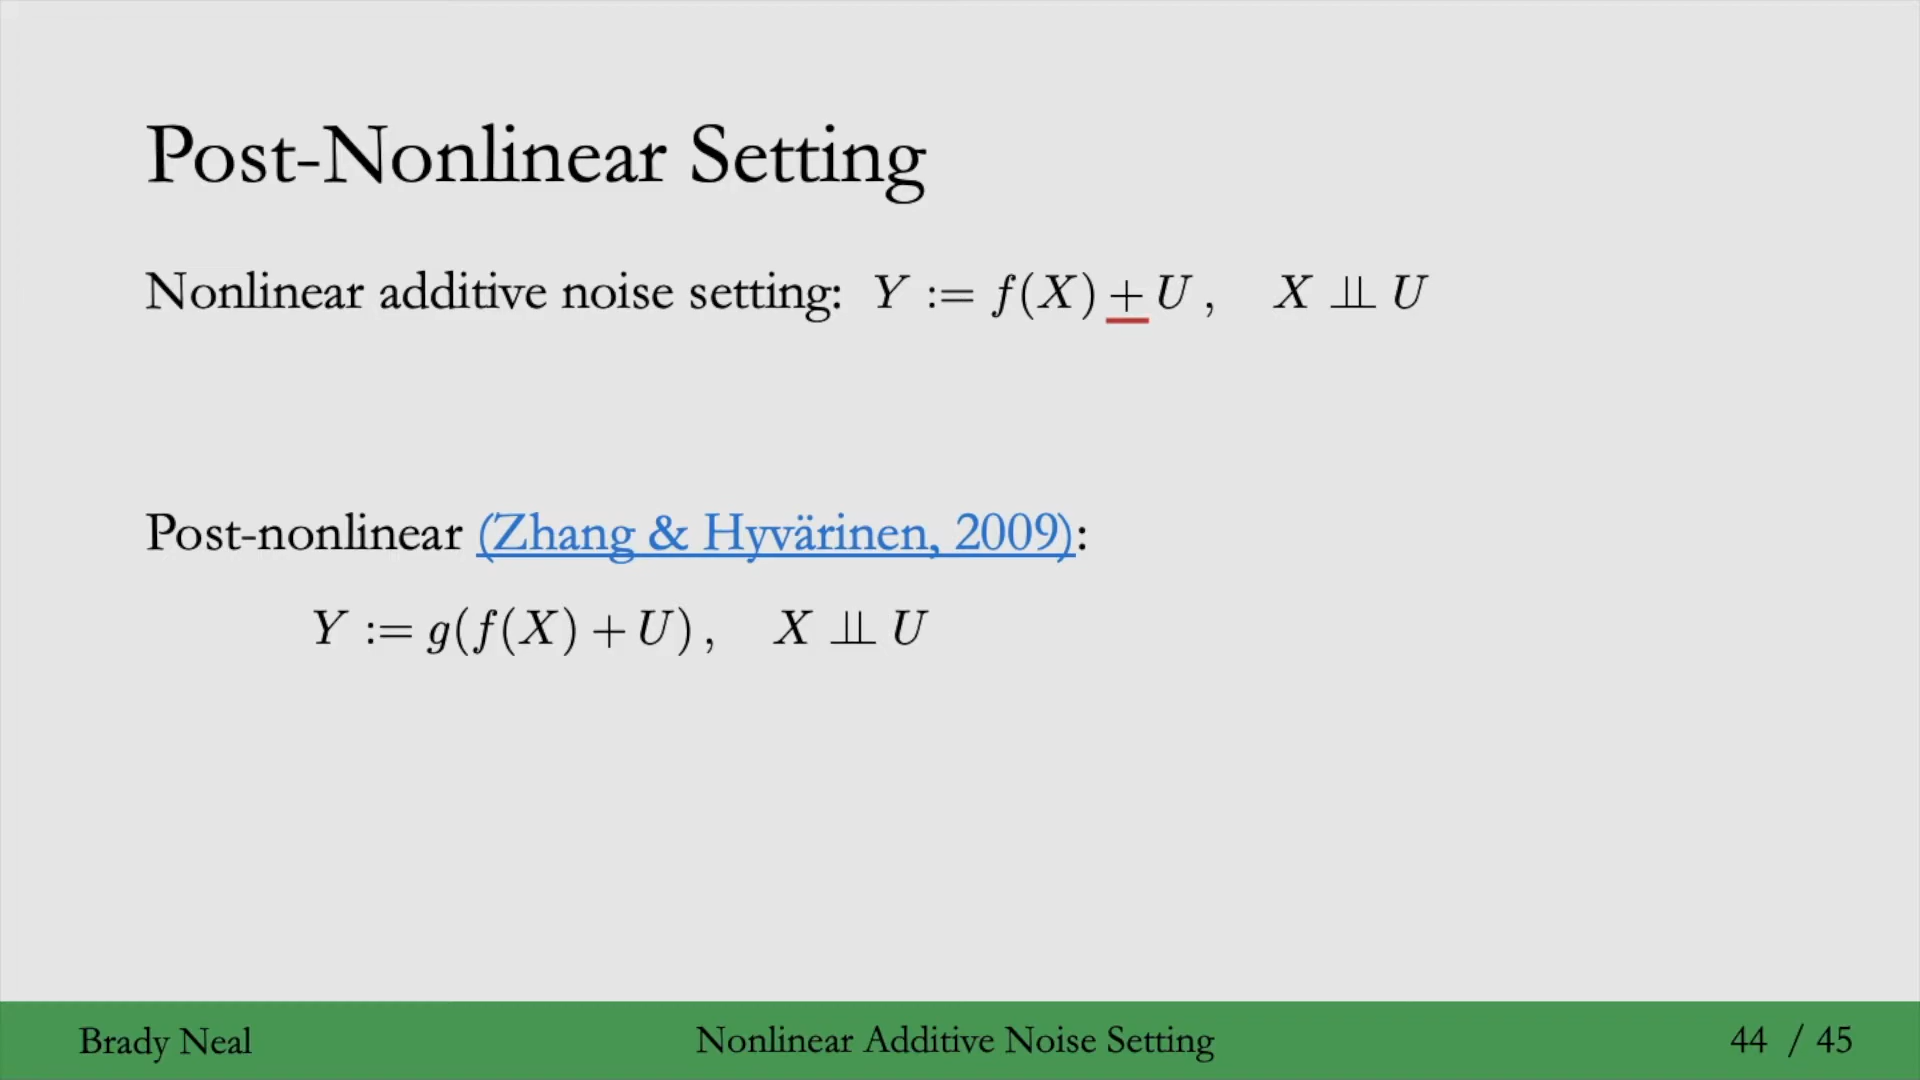 Post-Nonlinear Setting
Nonlinear additive noise setting: Y := f(X) + U ,   X ⫫ U
Post-nonlinear (Zhang & Hyvärinen, 2009):
Y := g(f(X) + U) ,   X ⫫ U
Brady Neal   Nonlinear Additive Noise Setting   44 / 45